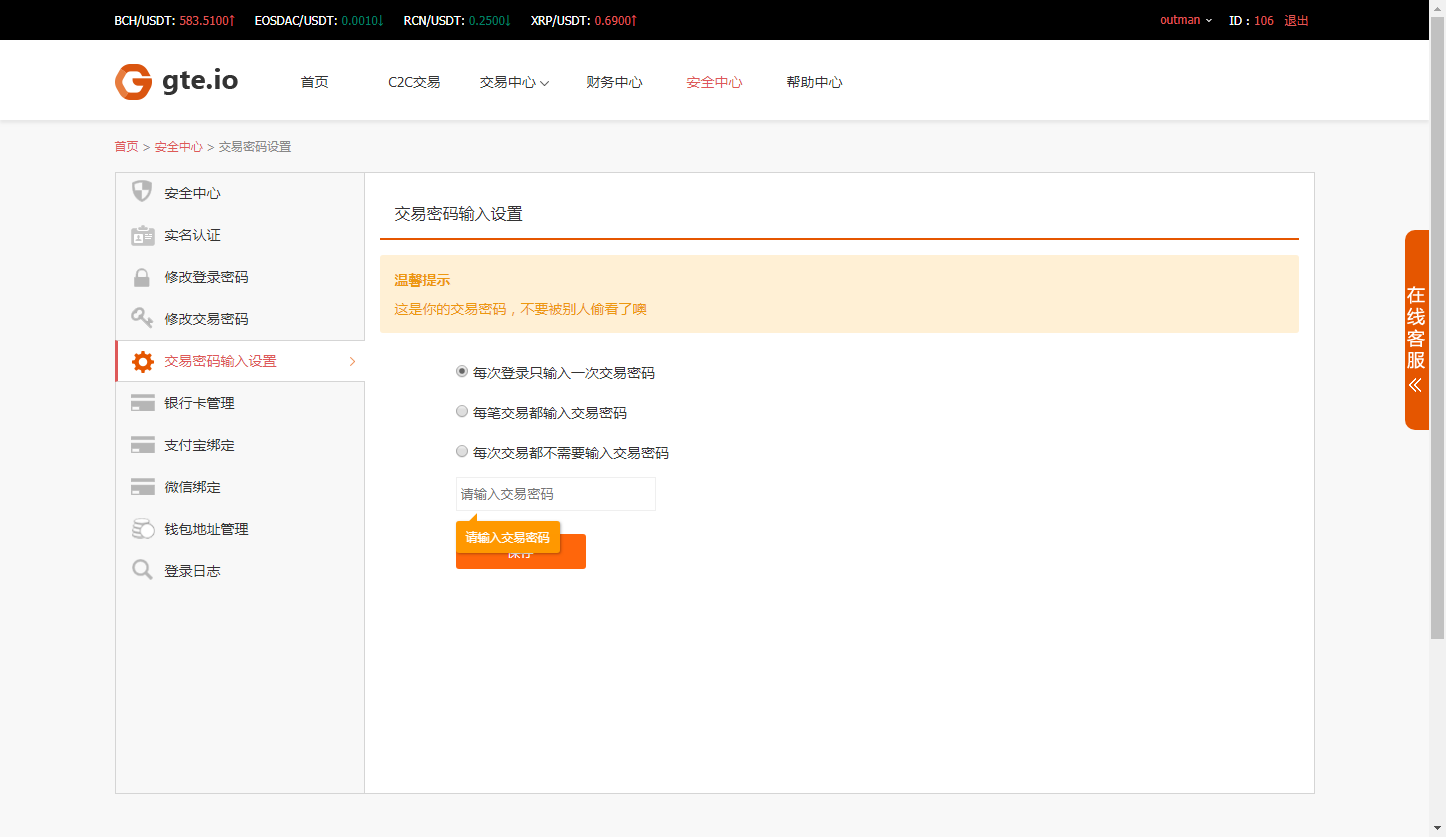 BCH/USDT: 583.5100↑ EOSDAC/USDT: 0.0010↓ RCN/USDT: 0.2500↓ XRP/USDT: 0.6900↑ outman ID：106 退出
gte.io 首页 C2C交易 交易中心 财务中心 安全中心 帮助中心
首页 > 安全中心 > 交易密码设置
安全中心
实名认证
修改登录密码
修改交易密码
交易密码输入设置
银行卡管理
支付宝绑定
微信绑定
钱包地址管理
登录日志
交易密码输入设置
温馨提示
这是你的交易密码，不要被别人偷看了噢
每次登录只输入一次交易密码
每笔交易都输入交易密码
每次交易都不需要输入交易密码
请输入交易密码
请输入交易密码
保存
在线客服